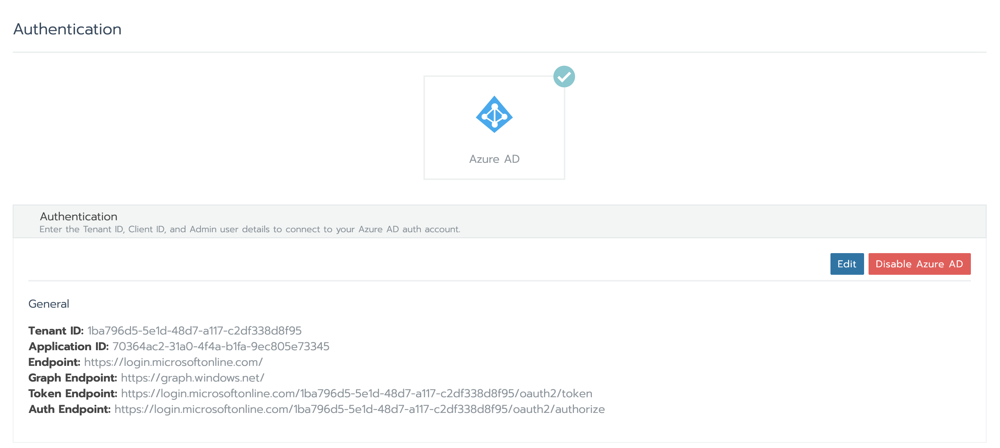 Authentication
Azure AD
Authentication
Enter the Tenant ID, Client ID, and Admin user details to connect to your Azure AD auth account.
Edit
Disable Azure AD
General
Tenant ID: 1ba796d5-5e1d-48d7-a117-c2df338d8f95
Application ID: 70364ac2-31a0-4f4a-b1fa-9ec805e73345
Endpoint: https://login.microsoftonline.com/
Graph Endpoint: https://graph.windows.net/
Token Endpoint: https://login.microsoftonline.com/1ba796d5-5e1d-48d7-a117-c2df338d8f95/oauth2/token
Auth Endpoint: https://login.microsoftonline.com/1ba796d5-5e1d-48d7-a117-c2df338d8f95/oauth2/authorize